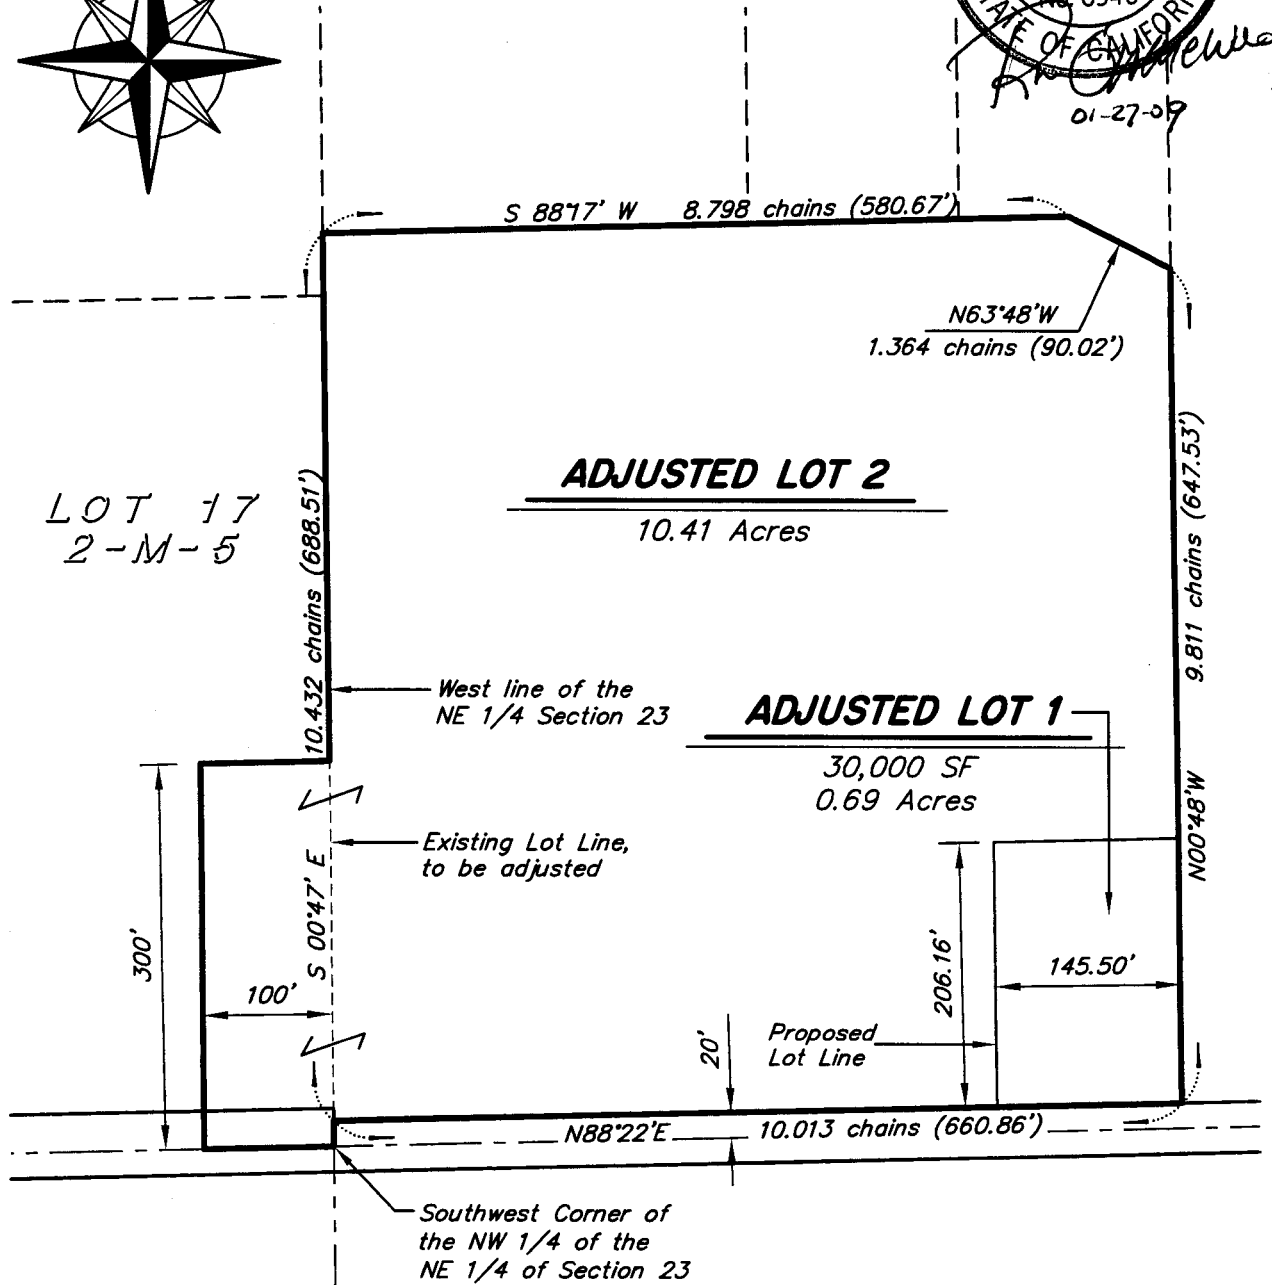 STATE OF CALIFORNIA
01-27-09
S 88°17' W 8.798 chains (580.67')
N63°48'W
1.364 chains (90.02')
ADJUSTED LOT 2
10.41 Acres
LOT 17
2-M-5
10.432 chains (688.51')
S 00°47' E
9.811 chains (647.53')
N00°48'W
West line of the
NE 1/4 Section 23
ADJUSTED LOT 1
30,000 SF
0.69 Acres
Existing Lot Line,
to be adjusted
300'
100'
206.16'
145.50'
20'
Proposed
Lot Line
N88°22'E 10.013 chains (660.86')
Southwest Corner of
the NW 1/4 of the
NE 1/4 of Section 23